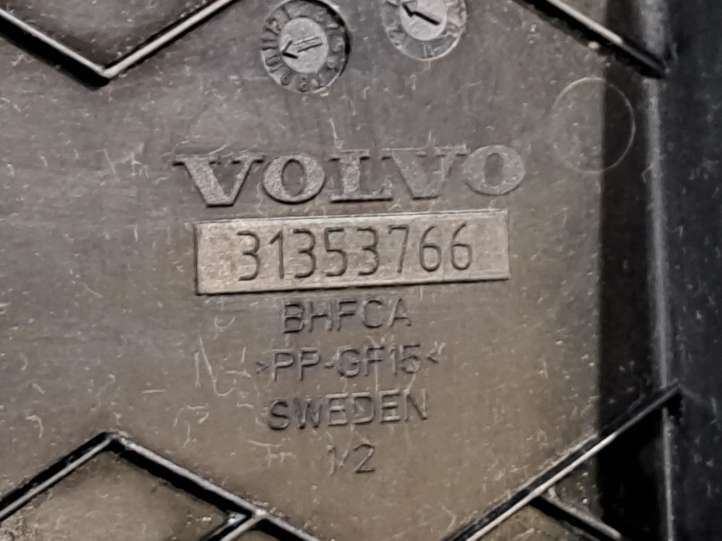 VOLVO
31353766
BHFCA
>PP-GF15<
SWEDEN
1/2